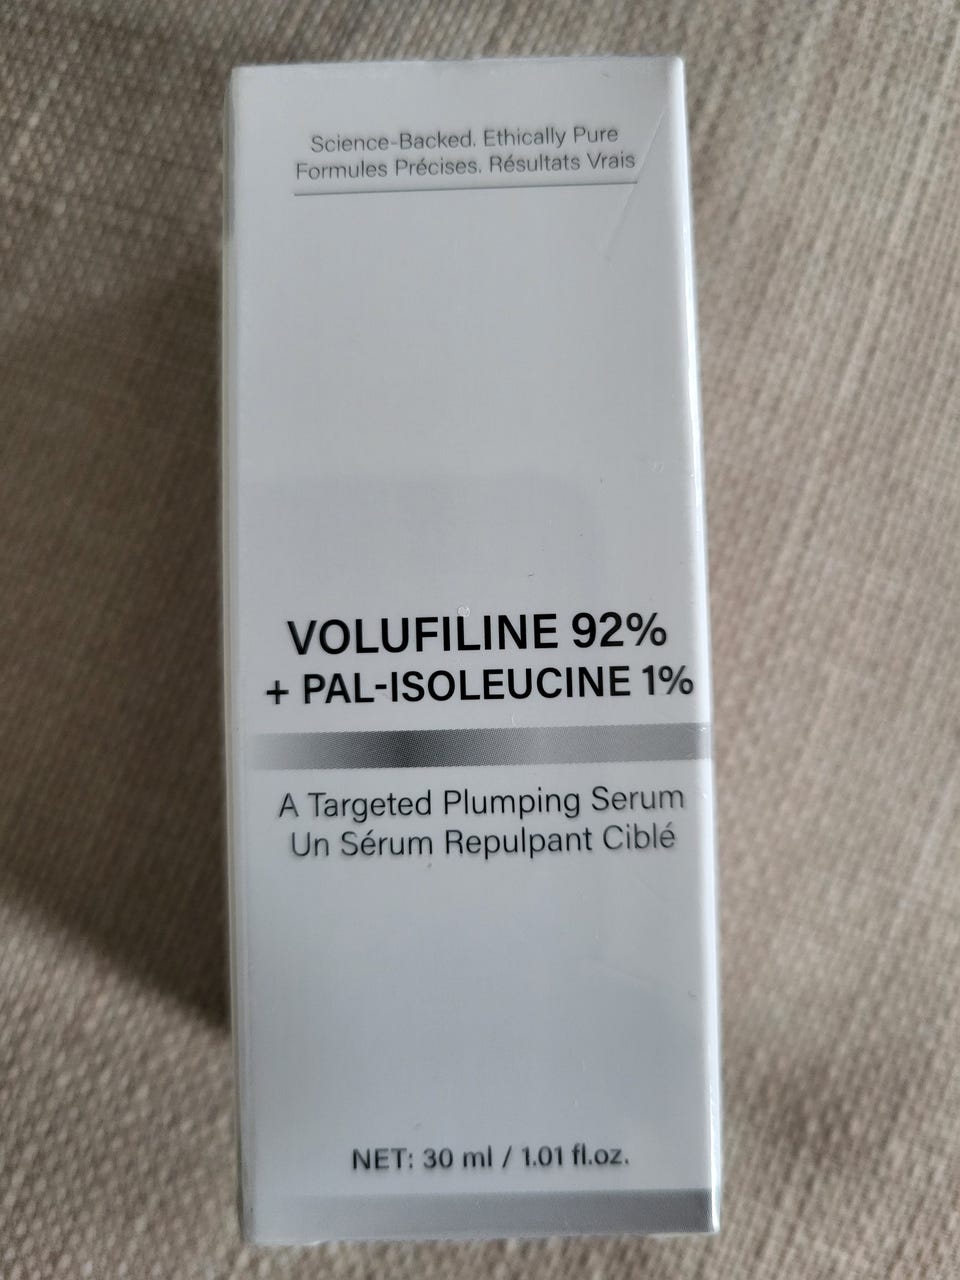 Science-Backed. Ethically Pure
Formules Précises. Résultats Vrais
VOLUFILINE 92%
+ PAL-ISOLEUCINE 1%
A Targeted Plumping Serum
Un Sérum Repulpant Ciblé
NET: 30 ml / 1.01 fl.oz.